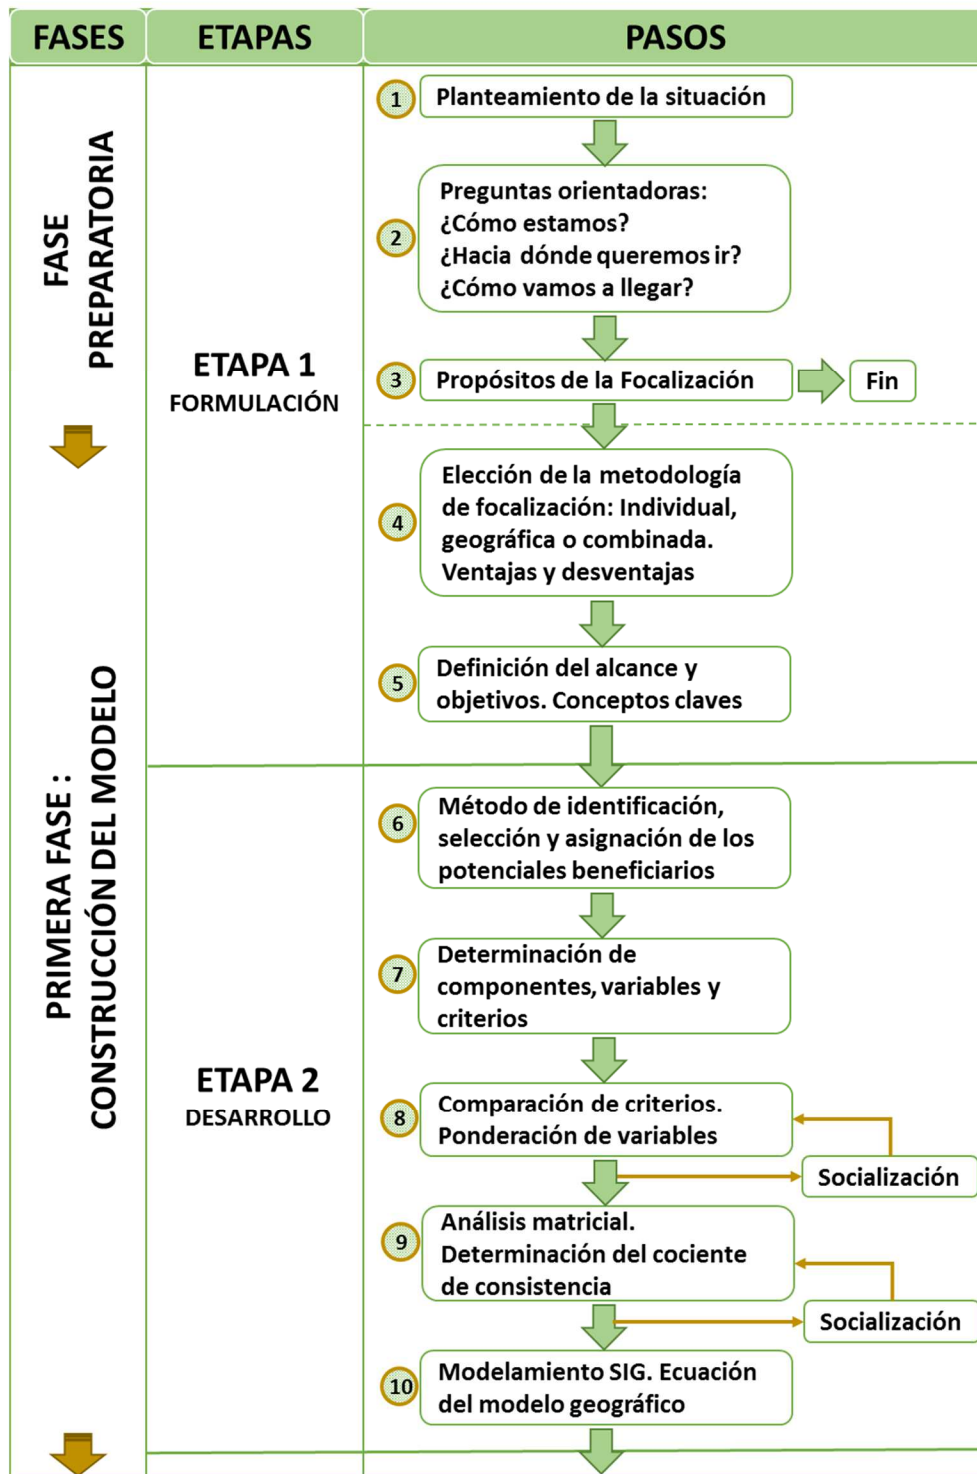 FASES
ETAPAS
PASOS
FASE
PREPARATORIA
PRIMERA FASE :
CONSTRUCCIÓN DEL MODELO
ETAPA 1
FORMULACIÓN
ETAPA 2
DESARROLLO
1
Planteamiento de la situación
2
Preguntas orientadoras:
¿Cómo estamos?
¿Hacia dónde queremos ir?
¿Cómo vamos a llegar?
3
Propósitos de la Focalización
Fin
4
Elección de la metodología
de focalización: Individual,
geográfica o combinada.
Ventajas y desventajas
5
Definición del alcance y
objetivos. Conceptos claves
6
Método de identificación,
selección y asignación de los
potenciales beneficiarios
7
Determinación de
componentes, variables y
criterios
8
Comparación de criterios.
Ponderación de variables
Socialización
9
Análisis matricial.
Determinación del cociente
de consistencia
Socialización
10
Modelamiento SIG. Ecuación
del modelo geográfico